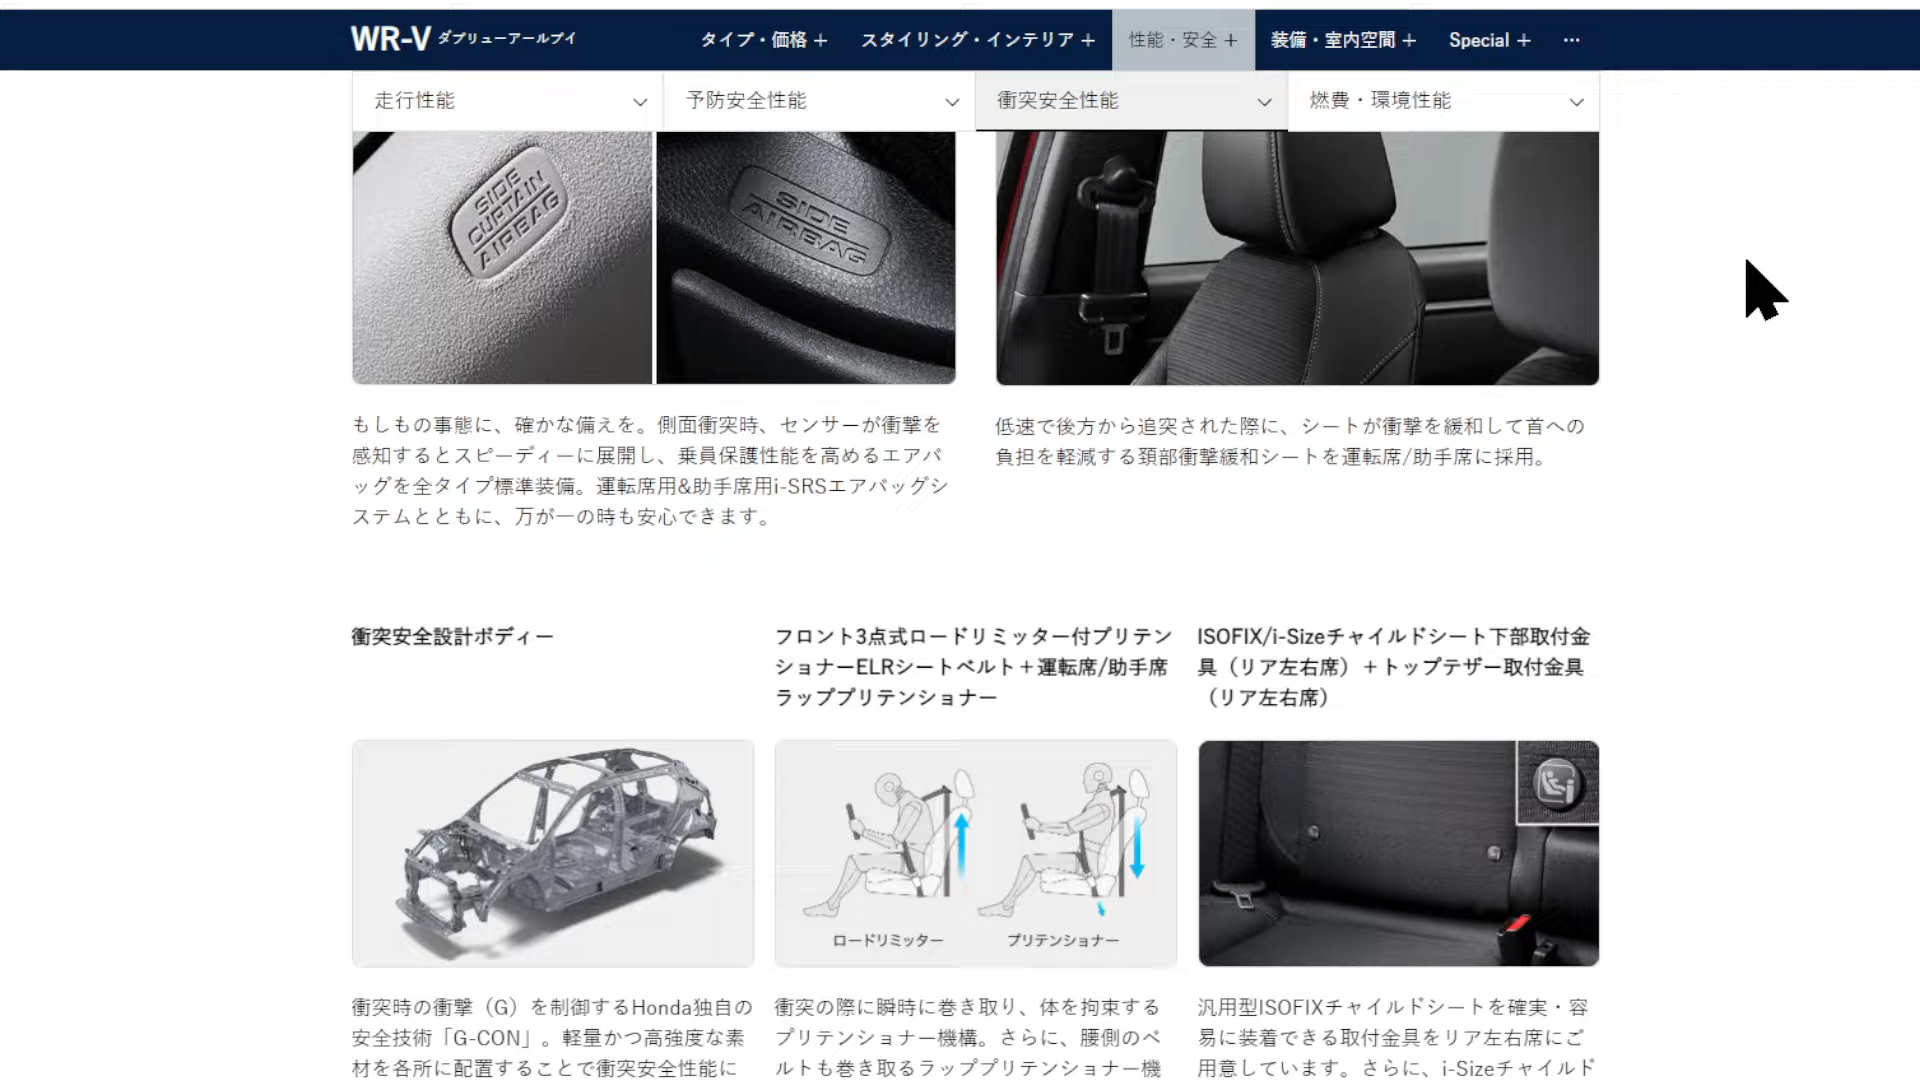 WR-V ダブリューアールブイ
タイプ・価格 +
スタイリング・インテリア +
性能・安全 +
装備・室内空間 +
Special +
…
走行性能
予防安全性能
衝突安全性能
燃費・環境性能
SIDE
CURTAIN
AIRBAG
SIDE
AIRBAG
もしもの事態に、確かな備えを。側面衝突時、センサーが衝撃を
感知するとスピーディーに展開し、乗員保護性能を高めるエアバ
ッグを全タイプ標準装備。運転席用&助手席用i-SRSエアバッグシ
ステムとともに、万が一の時も安心できます。
低速で後方から追突された際に、シートが衝撃を緩和して首への
負担を軽減する頚部衝撃緩和シートを運転席/助手席に採用。
衝突安全設計ボディー
フロント3点式ロードリミッター付プリテン
ショナーELRシートベルト＋運転席/助手席
ラッププリテンショナー
ISOFIX/i-Sizeチャイルドシート下部取付金
具（リア左右席）＋トップテザー取付金具
（リア左右席）
ロードリミッター
プリテンショナー
衝突時の衝撃（G）を制御するHonda独自の
安全技術「G-CON」。軽量かつ高強度な素
材を各所に配置することで衝突安全性能に
衝突の際に瞬時に巻き取り、体を拘束する
プリテンショナー機構。さらに、腰側のベ
ルトも巻き取るラッププリテンショナー機
汎用型ISOFIXチャイルドシートを確実・容
易に装着できる取付金具をリア左右席にご
用意しています。さらに、i-Sizeチャイルド